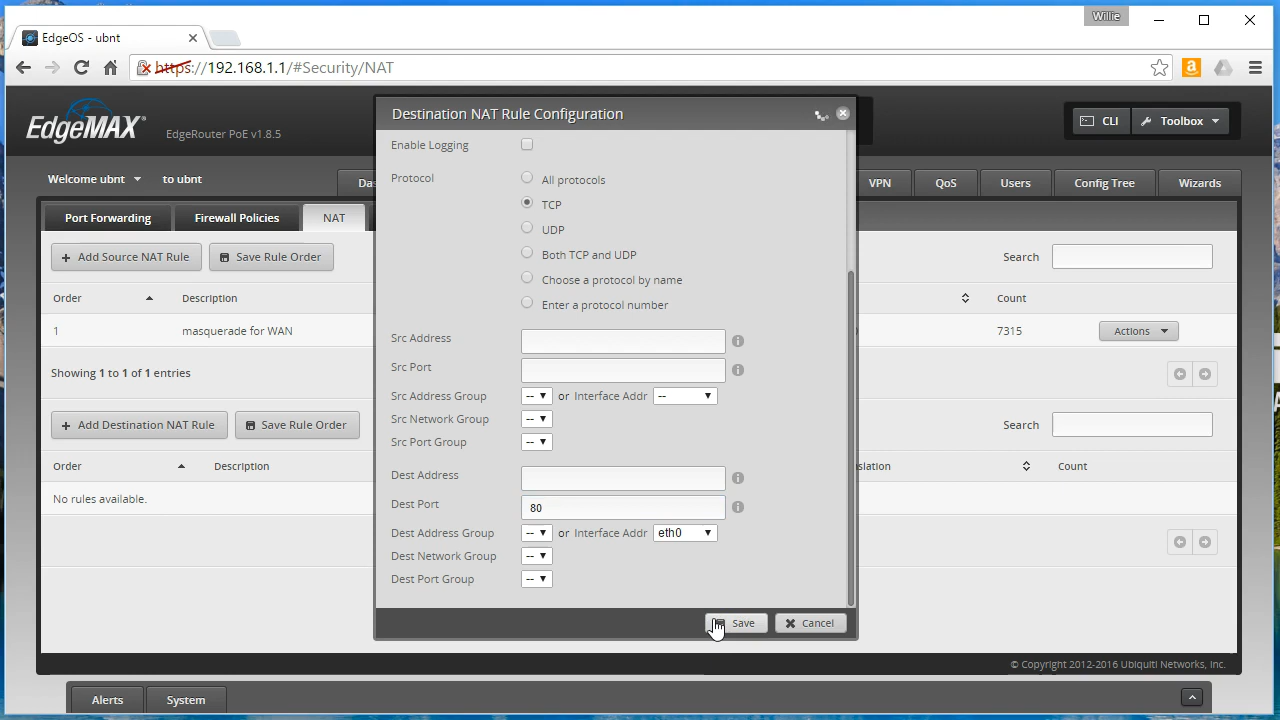 Willie
EdgeOS - ubnt
https://192.168.1.1/#Security/NAT
EdgeMAX
EdgeRouter PoE v1.8.5
CLI
Toolbox
Welcome ubnt
to ubnt
Das
VPN
QoS
Users
Config Tree
Wizards
Port Forwarding
Firewall Policies
NAT
+ Add Source NAT Rule
Save Rule Order
Search
Order
Description
Count
1
masquerade for WAN
7315
Actions
Showing 1 to 1 of 1 entries
+ Add Destination NAT Rule
Save Rule Order
Search
Order
Description
lation
Count
No rules available.
Destination NAT Rule Configuration
Enable Logging
Protocol
All protocols
TCP
UDP
Both TCP and UDP
Choose a protocol by name
Enter a protocol number
Src Address
Src Port
Src Address Group -- or Interface Addr --
Src Network Group --
Src Port Group --
Dest Address
Dest Port 80
Dest Address Group -- or Interface Addr eth0
Dest Network Group --
Dest Port Group --
Save
Cancel
© Copyright 2012-2016 Ubiquiti Networks, Inc.
Alerts
System